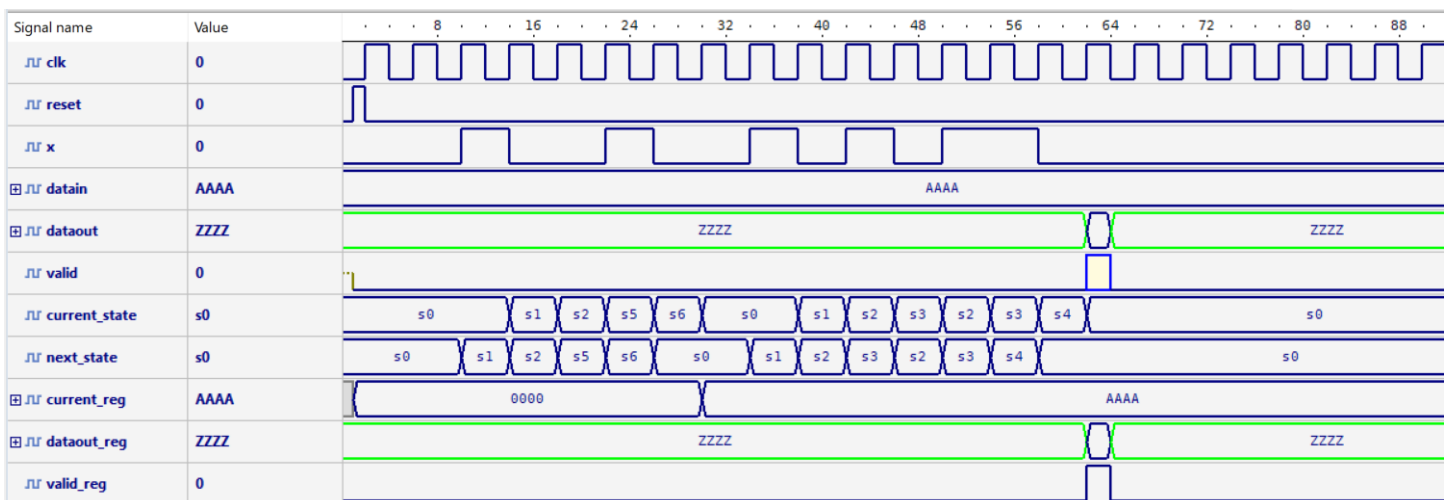 Signal name Value 8 16 24 32 40 48 56 64 72 80 88
clk 0
reset 0
x 0
datain AAAA AAAA
dataout ZZZZ ZZZZ ZZZZ
valid 0
current_state s0 s0 s1 s2 s5 s6 s0 s1 s2 s3 s2 s3 s4 s0
next_state s0 s0 s1 s2 s5 s6 s0 s1 s2 s3 s2 s3 s4 s0
current_reg AAAA 0000 AAAA
dataout_reg ZZZZ ZZZZ ZZZZ
valid_reg 0